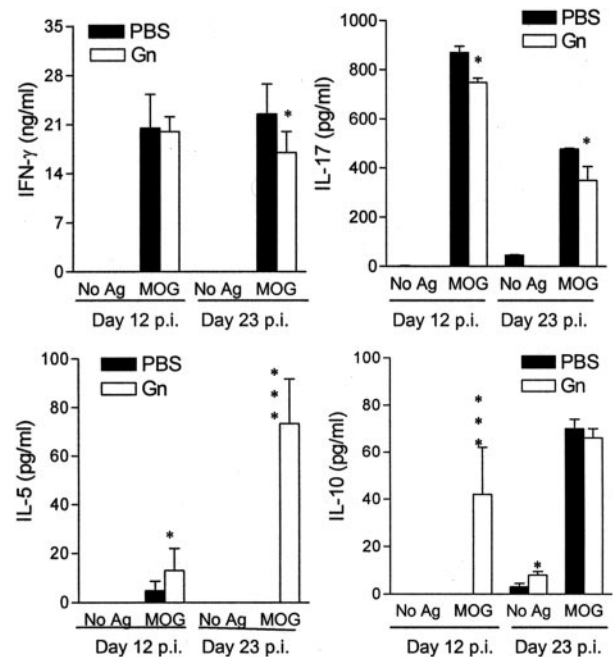 PBS
Gn
IFN-γ (ng/ml)
35
28
21
14
7
0
No Ag MOG No Ag MOG
Day 12 p.i. Day 23 p.i.
PBS
Gn
IL-17 (pg/ml)
1000
800
600
400
200
0
*
*
No Ag MOG No Ag MOG
Day 12 p.i. Day 23 p.i.
*
PBS
Gn
IL-5 (pg/ml)
100
80
60
40
20
0
*
* * *
No Ag MOG No Ag MOG
Day 12 p.i. Day 23 p.i.
PBS
Gn
IL-10 (pg/ml)
100
80
60
40
20
0
* * *
*
No Ag MOG No Ag MOG
Day 12 p.i. Day 23 p.i.